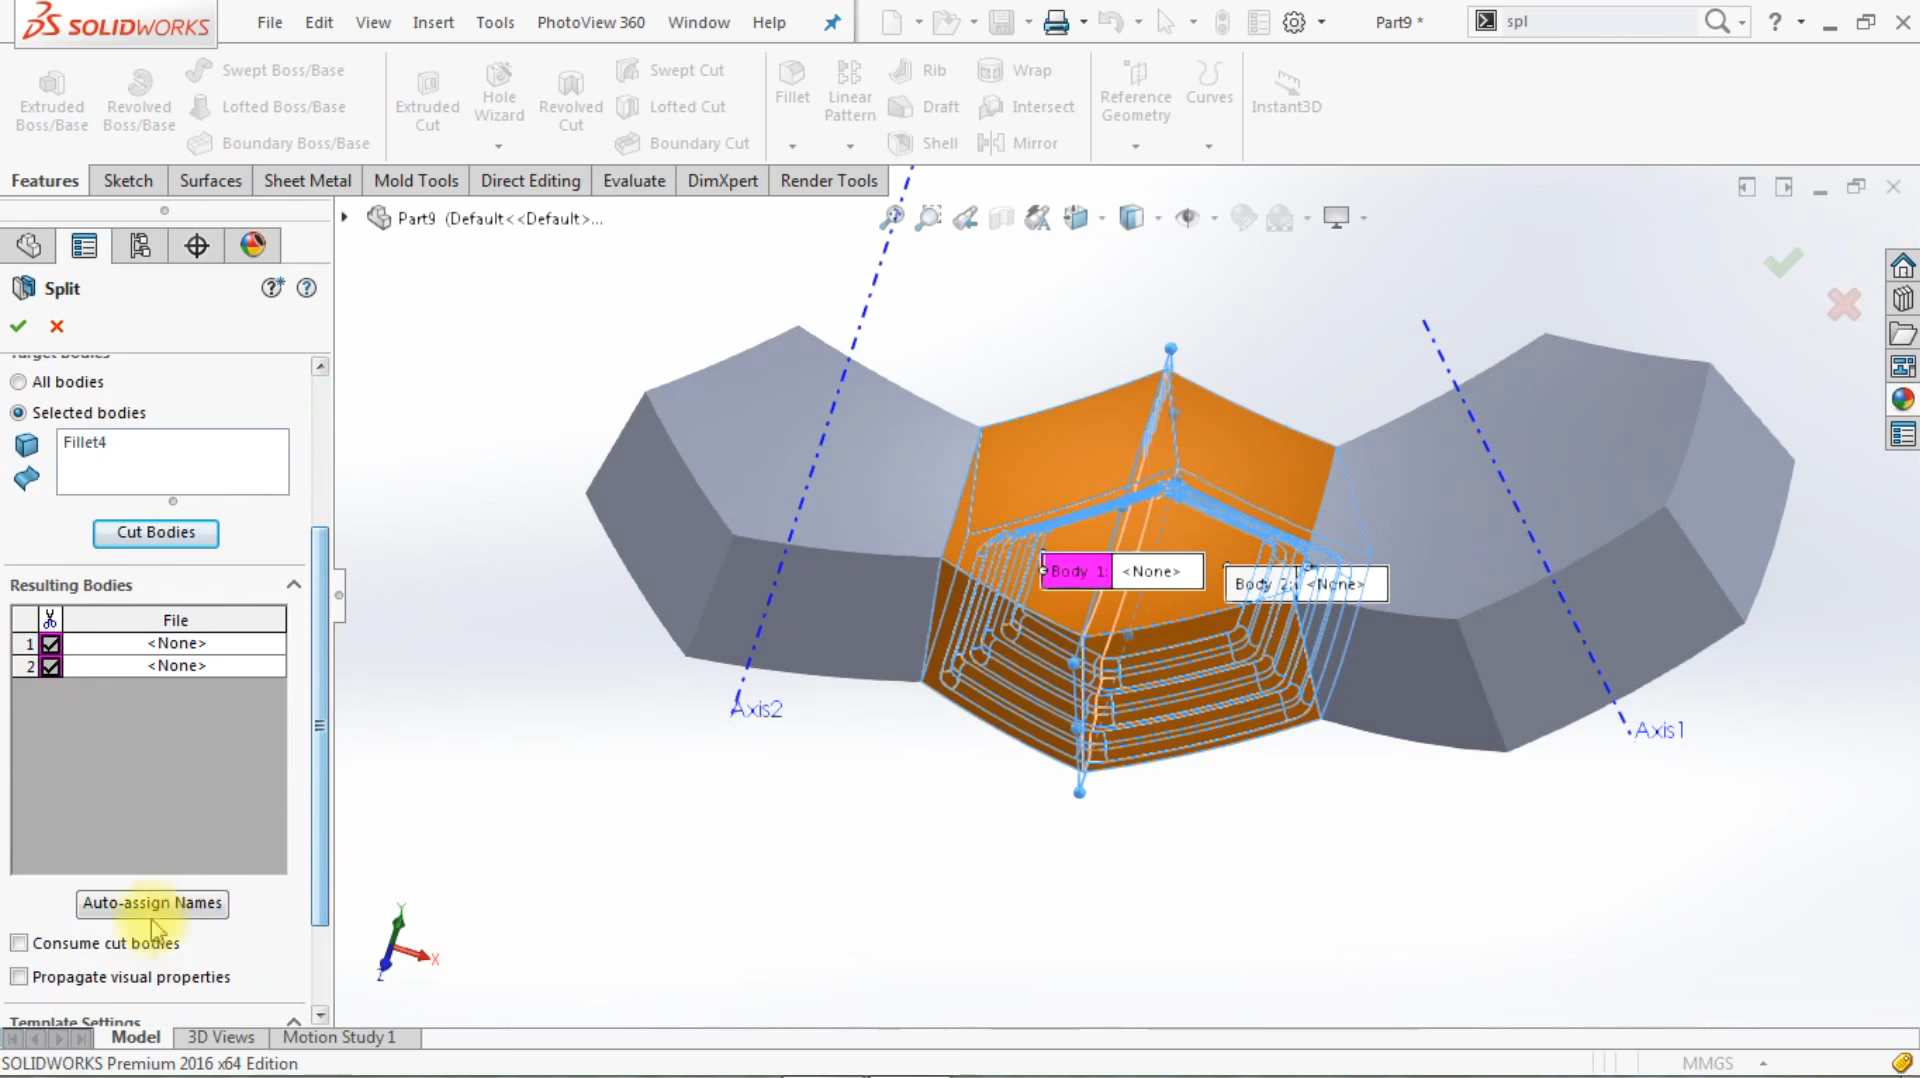 SOLIDWORKS File Edit View Insert Tools PhotoView 360 Window Help Part9 * spl
Extruded Boss/Base
Revolved Boss/Base
Swept Boss/Base
Lofted Boss/Base
Boundary Boss/Base
Extruded Cut
Hole Wizard
Revolved Cut
Swept Cut
Lofted Cut
Boundary Cut
Fillet
Linear Pattern
Rib
Draft
Shell
Wrap
Intersect
Mirror
Reference Geometry
Curves
Instant3D
Features Sketch Surfaces Sheet Metal Mold Tools Direct Editing Evaluate DimXpert Render Tools
Part9 (Default<<Default>...
Split
Target Bodies
All bodies
Selected bodies
Fillet4
Cut Bodies
Resulting Bodies
File
1 <None>
2 <None>
Auto-assign Names
Consume cut bodies
Propagate visual properties
Template Settings
Body 1: <None>
Body 2: <None>
Axis2
Axis1
Y
X
Z
Model 3D Views Motion Study 1
SOLIDWORKS Premium 2016 x64 Edition
MMGS